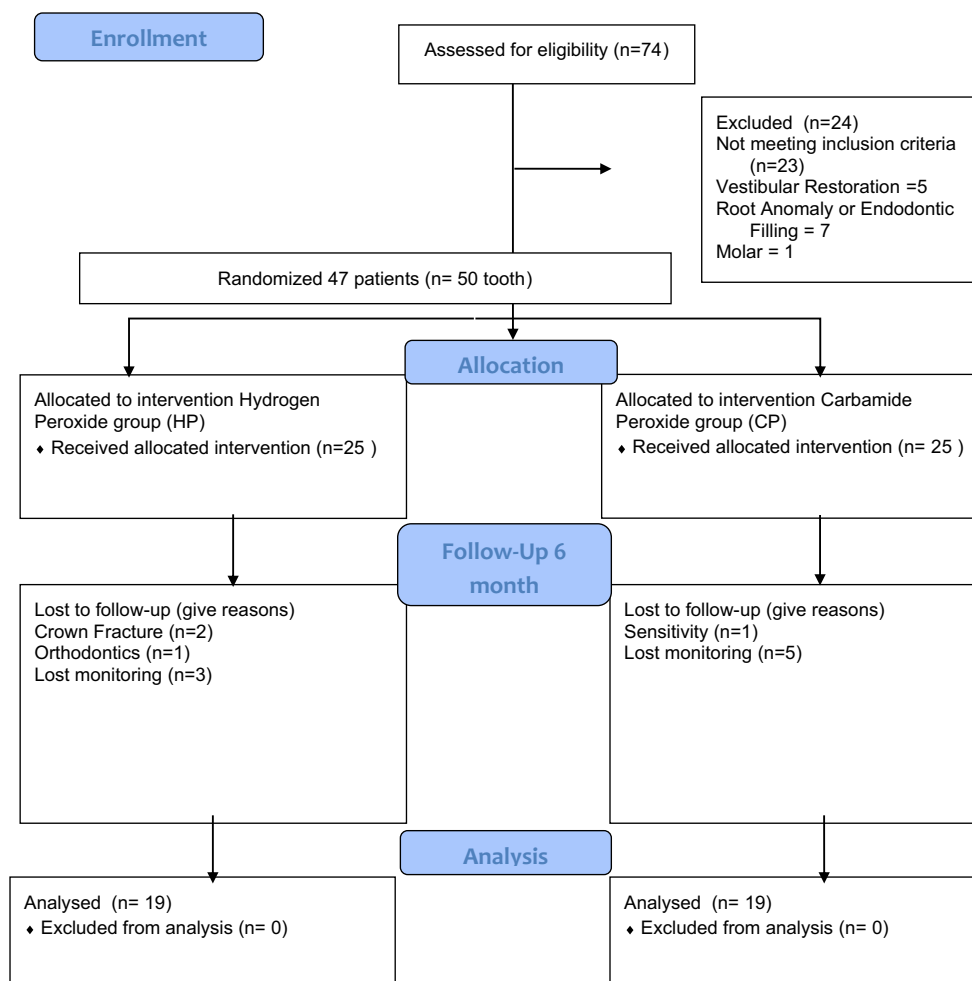 Enrollment
Assessed for eligibility (n=74)
Excluded (n=24)
Not meeting inclusion criteria
(n=23)
Vestibular Restoration =5
Root Anomaly or Endodontic
Filling = 7
Molar = 1
Randomized 47 patients (n= 50 tooth)
Allocation
Allocated to intervention Hydrogen
Peroxide group (HP)
♦ Received allocated intervention (n=25 )
Allocated to intervention Carbamide
Peroxide group (CP)
♦ Received allocated intervention (n= 25 )
Follow-Up 6
month
Lost to follow-up (give reasons)
Crown Fracture (n=2)
Orthodontics (n=1)
Lost monitoring (n=3)
Lost to follow-up (give reasons)
Sensitivity (n=1)
Lost monitoring (n=5)
Analysis
Analysed (n= 19)
♦ Excluded from analysis (n= 0)
Analysed (n= 19)
♦ Excluded from analysis (n= 0)